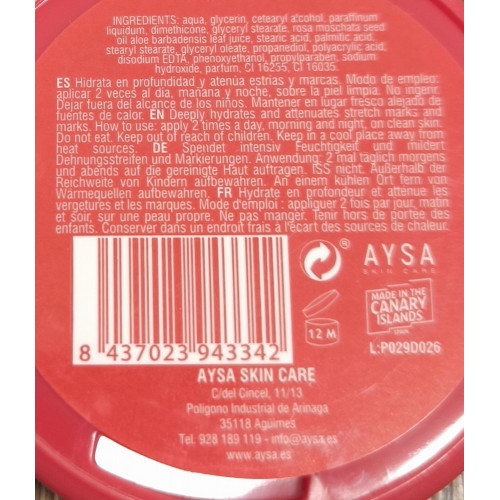 INGREDIENTS: aqua, glycerin, cetearyl alcohol, paraffinum
liquidum, dimethicone, glyceryl stearate, rosa moschata seed
oil aloe barbadensis leaf juice, stearic acid, palmitic acid,
stearyl stearate, glyceryl oleate, propanediol, polyacrylic acid,
disodium EDTA, phenoxyethanol, propylparaben, sodium
hydroxide, parfum, CI 16255, CI 16035.
ES Hidrata en profundidad y atenúa estrias y marcas. Modo de empleo:
aplicar 2 veces al día, mañana y noche, sobre la piel limpia. No ingerir.
Dejar fuera del alcance de los niños. Mantener en lugar fresco alejado de
fuentes de calor. EN Deeply hydrates and attenuates stretch marks and
marks. How to use: apply 2 times a day, morning and night, on clean skin.
Do not eat. Keep out of reach of children. Keep in a cool place away from
heat sources. DE Spendet intensiv Feuchtigkeit und mildert
Dehnungsstreifen und Markierungen. Anwendung: 2 mal täglich morgens
und abends auf die gereinigte Haut auftragen. ISS nicht. Außerhalb der
Reichweite von Kindern aufbewahren. An einem kühlen Ort fern von
Wärmequellen aufbewahren. FR Hydrate en profondeur et atténue les
vergetures et les marques. Mode d'emploi: appliquer 2 fois par jour, matin
et soir, sur une peau propre. Ne pas manger. Tenir hors de portée des
enfants. Conserver dans un endroit frais à l'écart des sources de chaleur.
®
AYSA
SKIN CARE
12 M
MADE IN THE
CANARY
ISLANDS
SPAIN
L:P029D026
8 437023 943342
AYSA SKIN CARE
C/del Cincel, 11/13
Poligono Industrial de Arinaga
35118 Agüimes
Tel. 928 189 119 - info@aysa.es
www.aysa.es